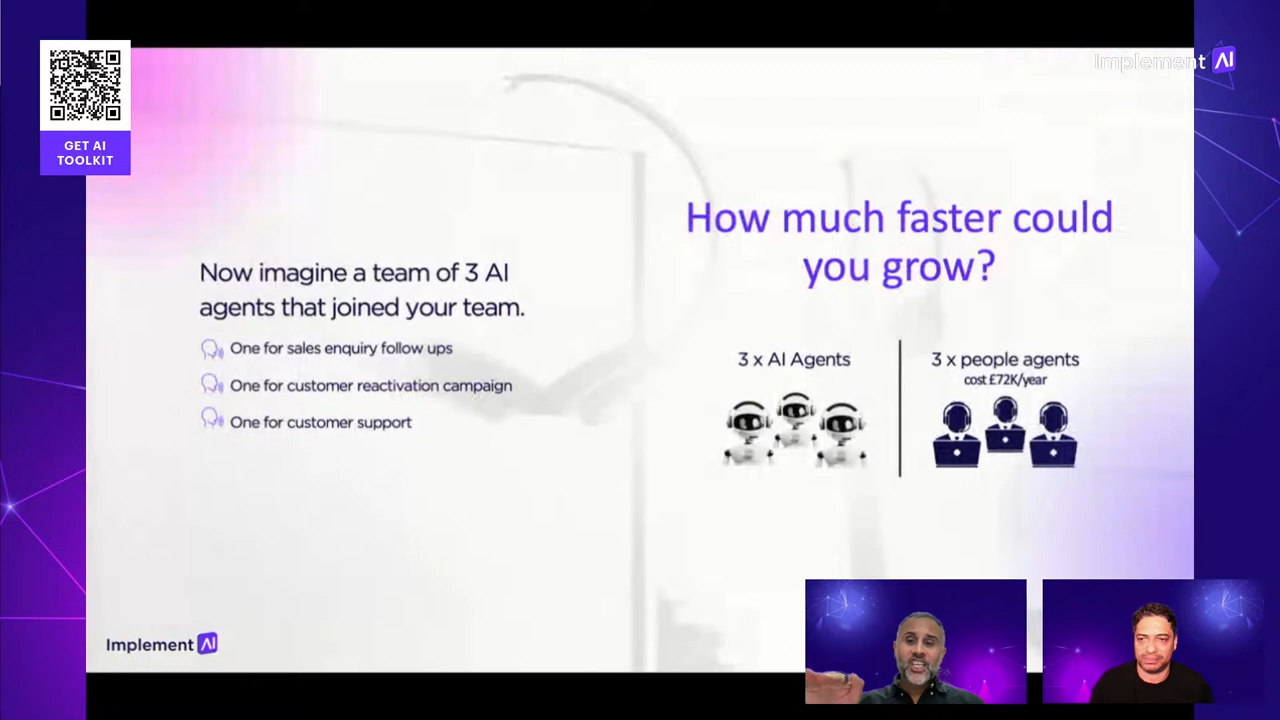 GET AI
TOOLKIT
Implement AI
How much faster could
you grow?
Now imagine a team of 3 AI
agents that joined your team.
One for sales enquiry follow ups
One for customer reactivation campaign
One for customer support
3 x AI Agents
3 x people agents
cost £72K/year
Implement AI